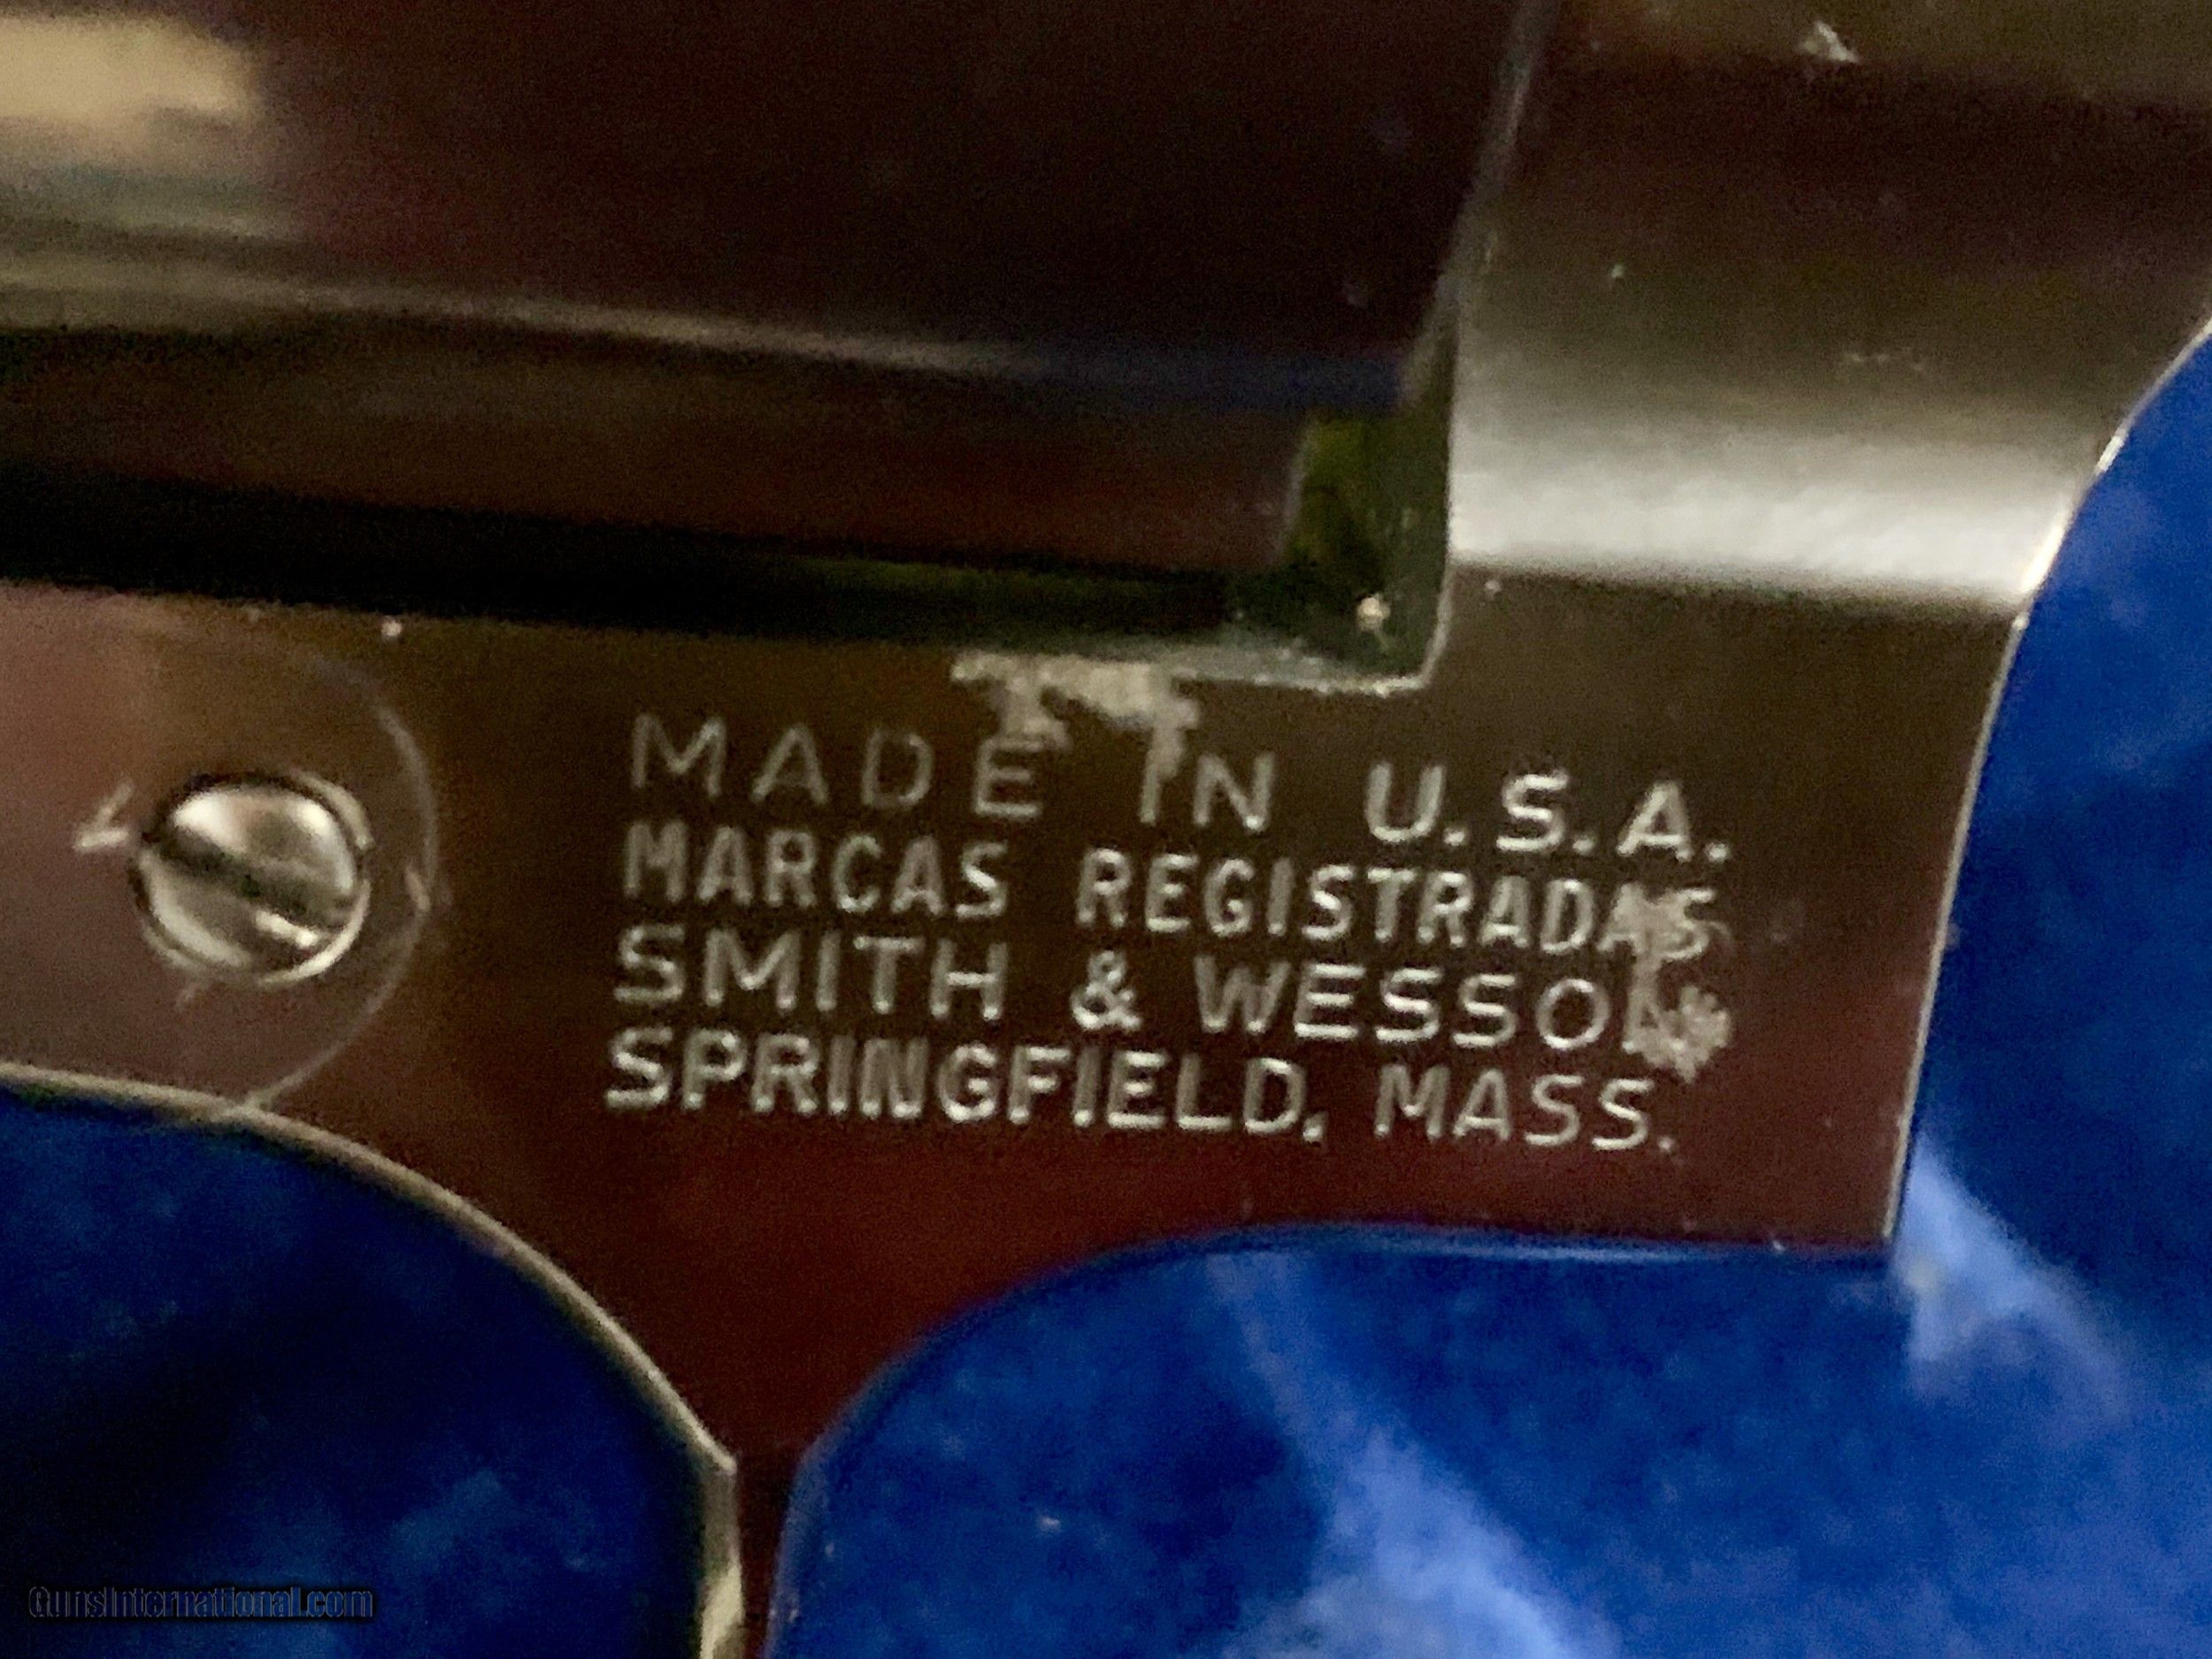 MADE IN U.S.A.
MARCAS REGISTRADAS
SMITH & WESSON
SPRINGFIELD, MASS.
GunsInternational.com